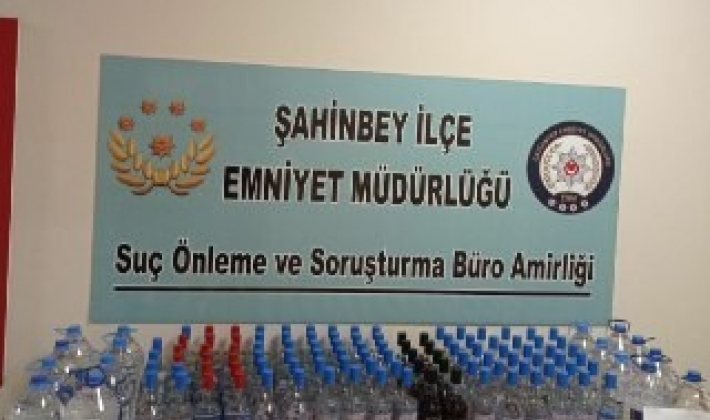 ŞAHİNBEY İLÇE
EMNİYET MÜDÜRLÜĞÜ
Suç Önleme ve Soruşturma Büro Amirliği